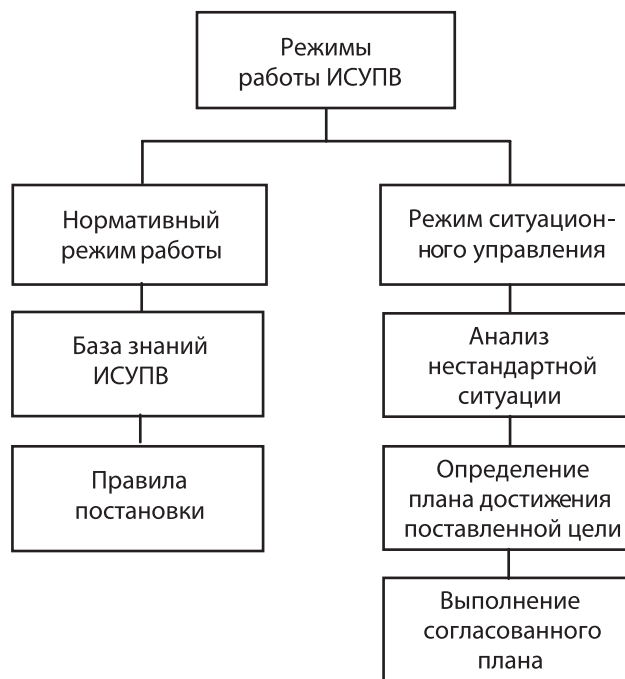 Режимы
работы ИСУПВ
Нормативный
режим работы
База знаний
ИСУПВ
Правила
постановки
Режим ситуацион-
ного управления
Анализ
нестандартной
ситуации
Определение
плана достижения
поставленной цели
Выполнение
согласованного
плана